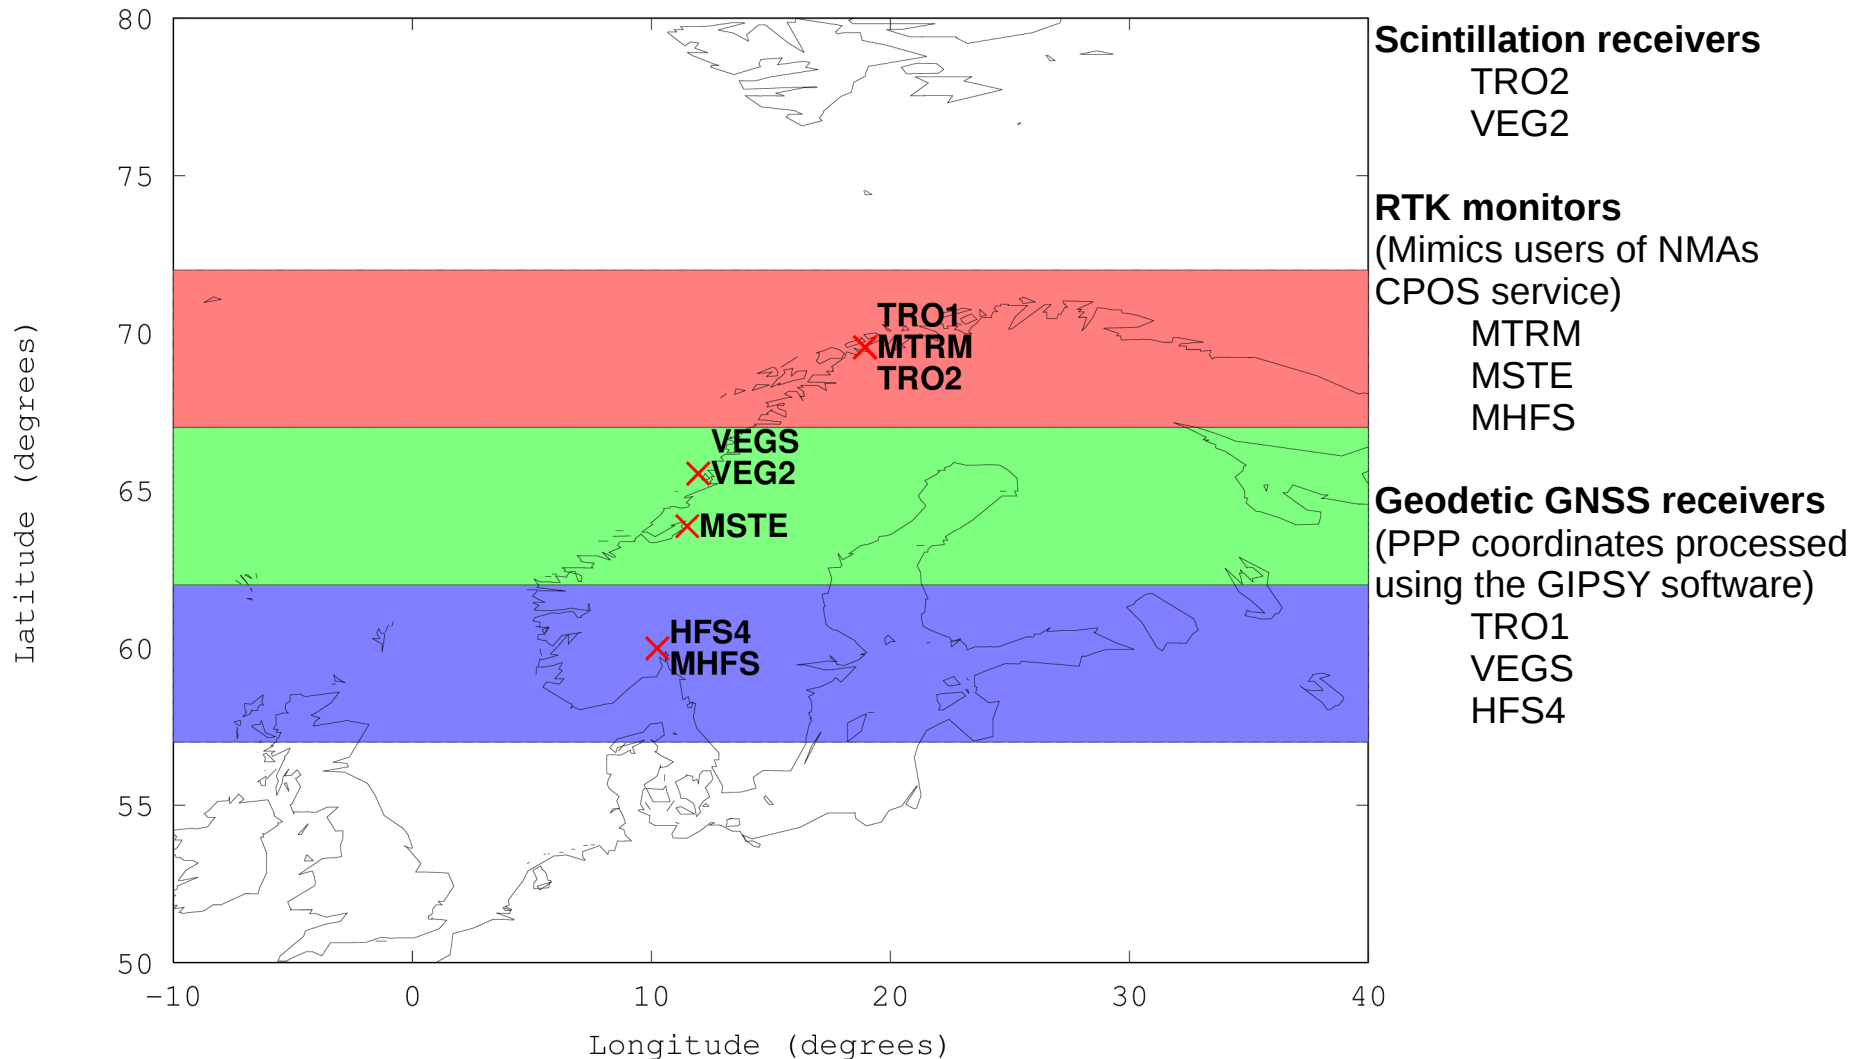 80
75
70
65
60
55
50
-10
0
10
20
30
40
Latitude (degrees)
Longitude (degrees)
TRO1
MTRM
TRO2
VEGS
VEG2
MSTE
HFS4
MHFS
Scintillation receivers
TRO2
VEG2
RTK monitors
(Mimics users of NMAs
CPOS service)
MTRM
MSTE
MHFS
Geodetic GNSS receivers
(PPP coordinates processed
using the GIPSY software)
TRO1
VEGS
HFS4